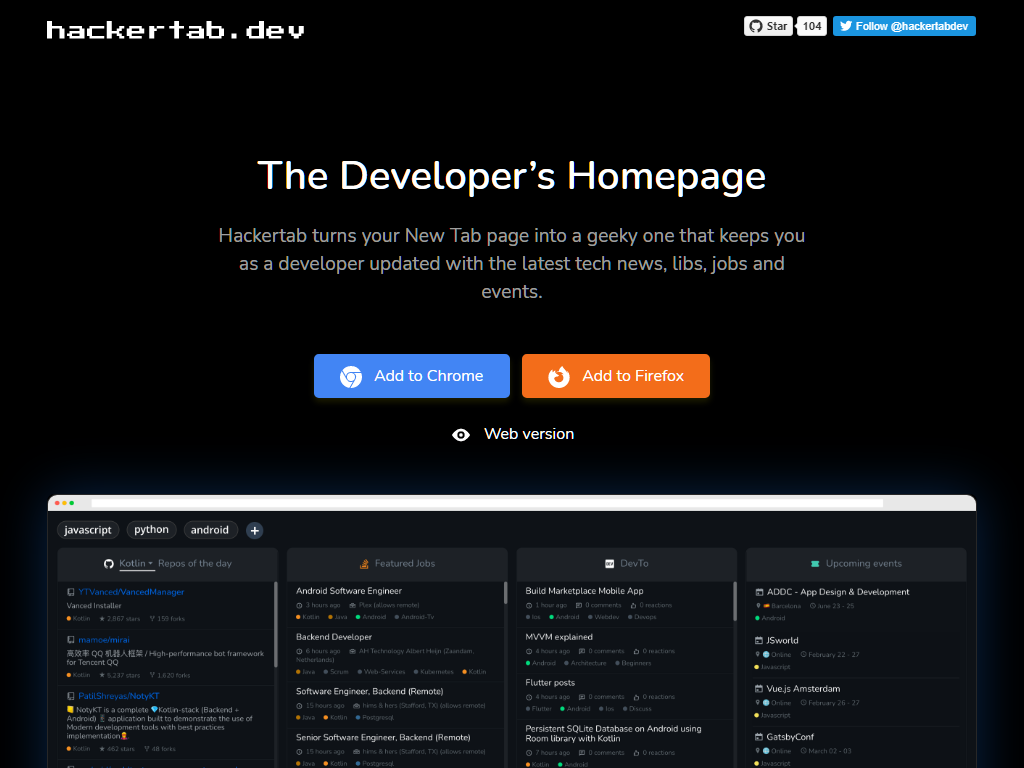 hackertab.dev
Star
104
Follow @hackertabdev
The Developer’s Homepage
Hackertab turns your New Tab page into a geeky one that keeps you
as a developer updated with the latest tech news, libs, jobs and
events.
Add to Chrome
Add to Firefox
Web version
javascript
python
android
+
Kotlin
Repos of the day
YTVanced/VancedManager
Vanced Installer
Kotlin 2,867 stars 159 forks
mamoe/mirai
高效率 QQ 机器人框架 / High-performance bot framework
for Tencent QQ
Kotlin 5,237 stars 1,620 forks
PatilShreyas/NotyKT
NotyKT is a complete Kotlin-stack (Backend +
Android) application built to demonstrate the use of
Modern development tools with best practices
implementation
Kotlin 462 stars 48 forks
Featured Jobs
Android Software Engineer
3 hours ago Plex (allows remote)
Kotlin Java Android Android-Tv
Backend Developer
6 hours ago AH Technology Albert Heijn (Zaandam,
Netherlands)
Java Scrum Web-Services Kubernetes Kotlin
Software Engineer, Backend (Remote)
15 hours ago hims & hers (Stafford, TX) (allows remote)
Java Kotlin Postgresql
Senior Software Engineer, Backend (Remote)
15 hours ago hims & hers (Stafford, TX) (allows remote)
Java Kotlin Postgresql
DEV
DevTo
Build Marketplace Mobile App
1 hour ago 0 comments 0 reactions
Ios Android Webdev Devops
MVVM explained
4 hours ago 0 comments 0 reactions
Android Architecture Beginners
Flutter posts
4 hours ago 0 comments 0 reactions
Flutter Android Ios Discuss
Persistent SQLite Database on Android using
Room library with Kotlin
7 hours ago 0 comments 0 reactions
Kotlin Android
Upcoming events
ADDC - App Design & Development
Barcelona June 23 - 25
Android
JSworld
Online February 22 - 27
Javascript
Vue.js Amsterdam
Online February 26 - 27
Javascript
GatsbyConf
Online March 02 - 03
Javascript